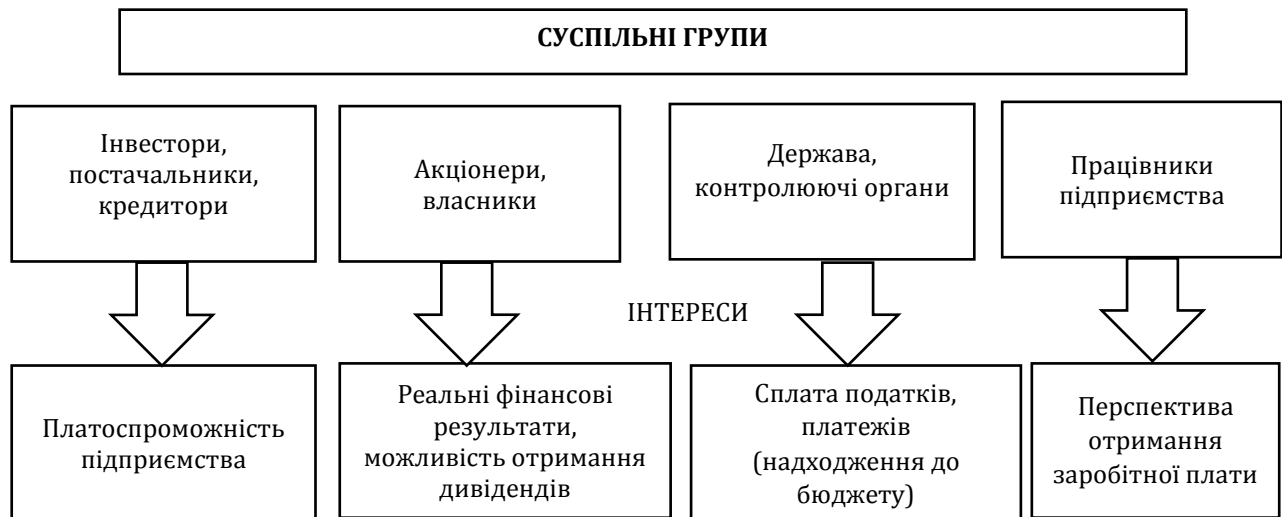 СУСПІЛЬНІ ГРУПИ
Інвестори,
постачальники,
кредитори
Акціонери,
власники
Держава,
контролюючі органи
Працівники
підприємства
ІНТЕРЕСИ
Платоспроможність
підприємства
Реальні фінансові
результати,
можливість отримання
дивідендів
Сплата податків,
платежів
(надходження до
бюджету)
Перспектива
отримання
заробітної плати